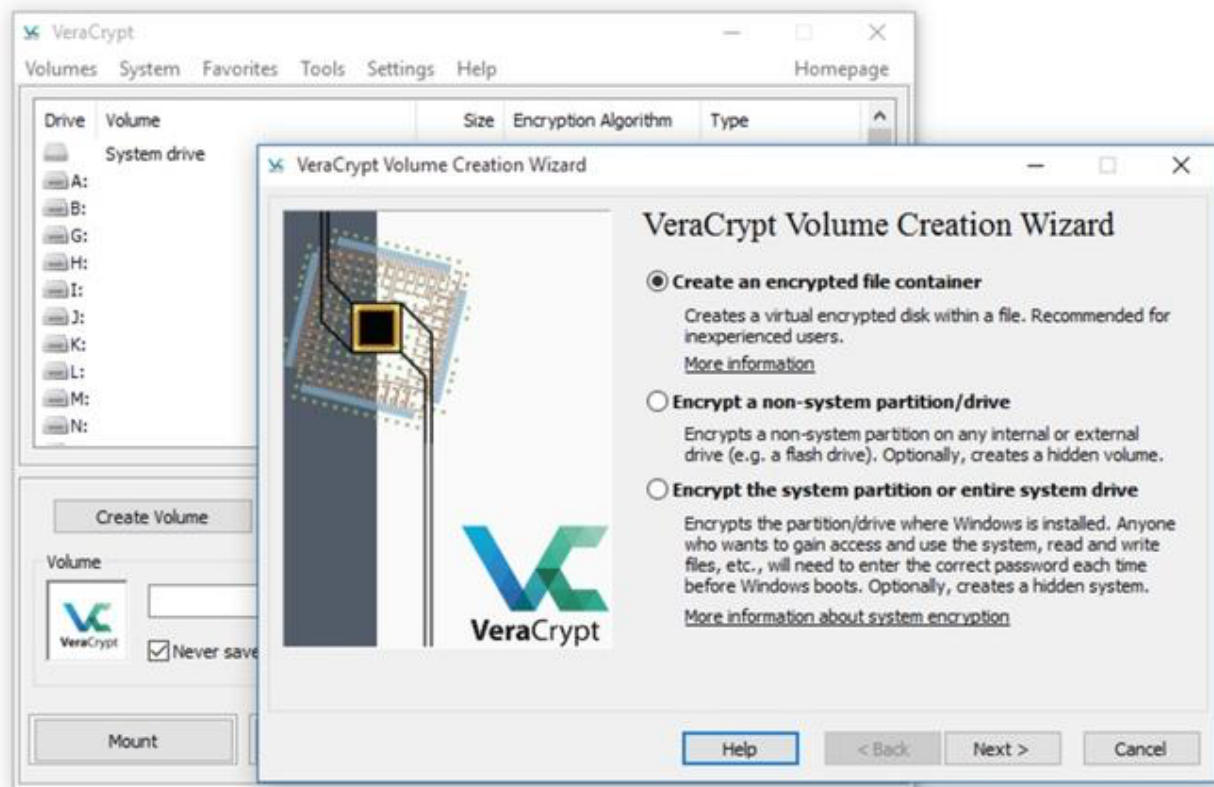 VeraCrypt
Volumes System Favorites Tools Settings Help Homepage
Drive Volume Size Encryption Algorithm Type
System drive
A:
B:
G:
H:
I:
J:
K:
L:
M:
N:
Create Volume
Volume
VeraCrypt
Never save
Mount
VeraCrypt Volume Creation Wizard
VeraCrypt Volume Creation Wizard
Create an encrypted file container
Creates a virtual encrypted disk within a file. Recommended for
inexperienced users.
More information
Encrypt a non-system partition/drive
Encrypts a non-system partition on any internal or external
drive (e.g. a flash drive). Optionally, creates a hidden volume.
Encrypt the system partition or entire system drive
Encrypts the partition/drive where Windows is installed. Anyone
who wants to gain access and use the system, read and write
files, etc., will need to enter the correct password each time
before Windows boots. Optionally, creates a hidden system.
More information about system encryption
VeraCrypt
Help < Back Next > Cancel